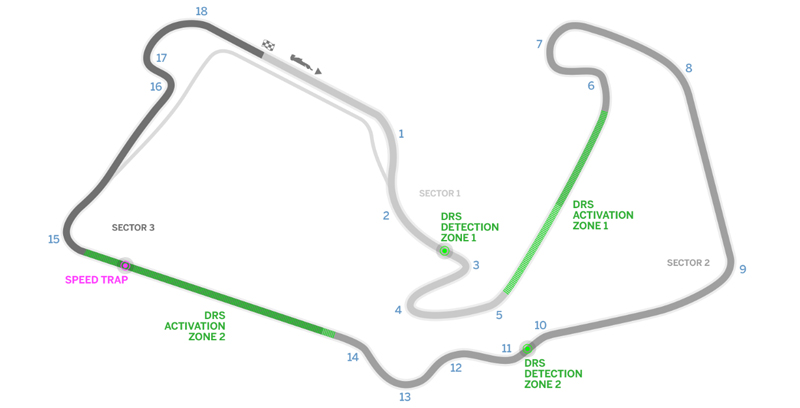 18
17
16
1
7
8
6
SECTOR 1
2
DRS
DETECTION
ZONE 1
DRS
ACTIVATION
ZONE 1
SECTOR 3
15
3
SECTOR 2
9
SPEED TRAP
4
5
DRS
ACTIVATION
ZONE 2
10
14
11
12
DRS
DETECTION
ZONE 2
13